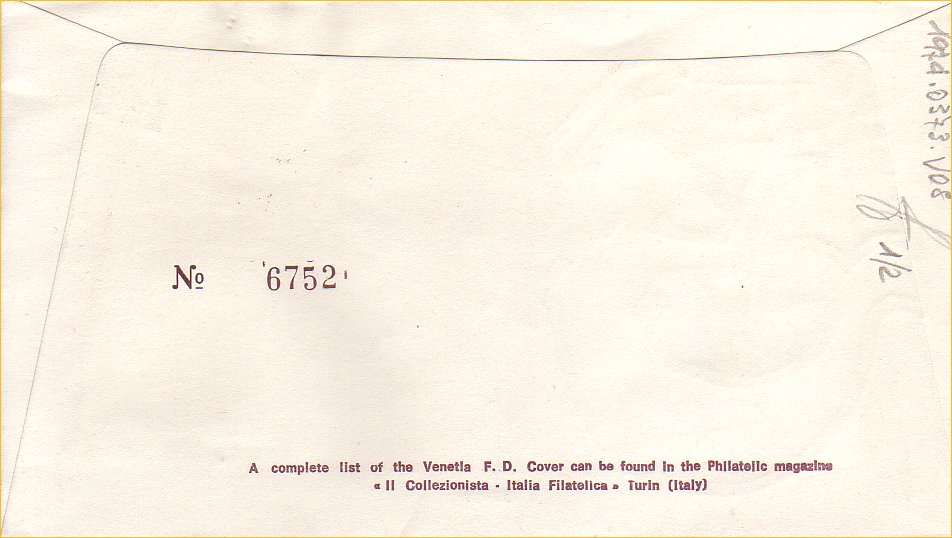 1974.0373.V08
1/2
No 6752
A complete list of the Venetia F. D. Cover can be found in the Philatelic magazine
« Il Collezionista - Italia Filatelica » Turin (Italy)